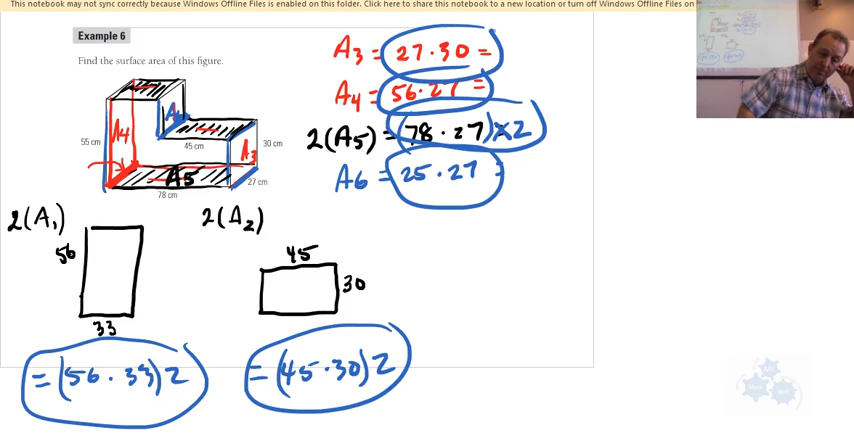 This notebook may not sync correctly because Windows Offline Files is enabled on this folder. Click here to share this notebook to a new location or turn off Windows Offline Files on
Example 6
Find the surface area of this figure.
A4
A3
A5
55 cm
45 cm
30 cm
27 cm
78 cm
A3 = 27·30 =
A4 = 56·27 =
2(A5) = (78·27)×2
A6 = 25·27 =
2(A1)
56
33
= (56·33)2
2(A2)
45
30
= (45·30)2